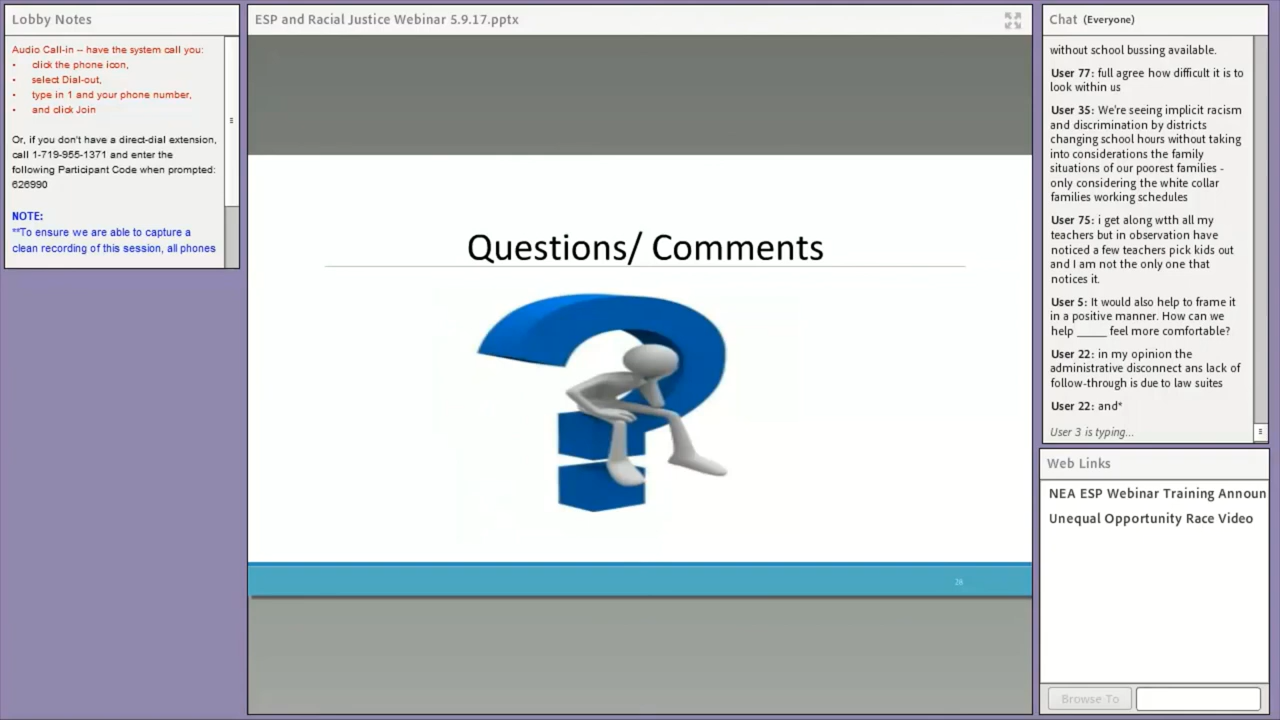 Lobby Notes
Audio Call-in -- have the system call you:
• click the phone icon,
• select Dial-out,
• type in 1 and your phone number,
• and click Join
Or, if you don't have a direct-dial extension,
call 1-719-955-1371 and enter the
following Participant Code when prompted:
626990
NOTE:
**To ensure we are able to capture a
clean recording of this session, all phones
ESP and Racial Justice Webinar 5.9.17.pptx
Questions/ Comments
26
Chat (Everyone)
without school bussing available.
User 77: full agree how difficult it is to
look within us
User 35: We're seeing implicit racism
and discrimination by districts
changing school hours without taking
into considerations the family
situations of our poorest families -
only considering the white collar
families working schedules
User 75: i get along wtth all my
teachers but in observation have
noticed a few teachers pick kids out
and I am not the only one that
notices it.
User 5: It would also help to frame it
in a positive manner. How can we
help _____ feel more comfortable?
User 22: in my opinion the
administrative disconnect ans lack of
follow-through is due to law suites
User 22: and*
User 3 is typing...
Web Links
NEA ESP Webinar Training Announ
Unequal Opportunity Race Video
Browse To